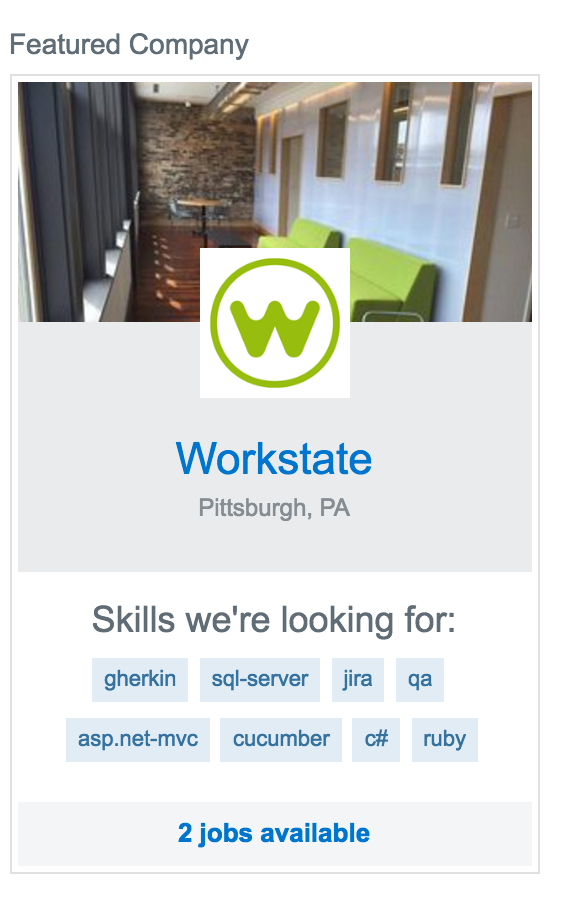 Featured Company
W
Workstate
Pittsburgh, PA
Skills we're looking for:
gherkin sql-server jira qa
asp.net-mvc cucumber c# ruby
2 jobs available